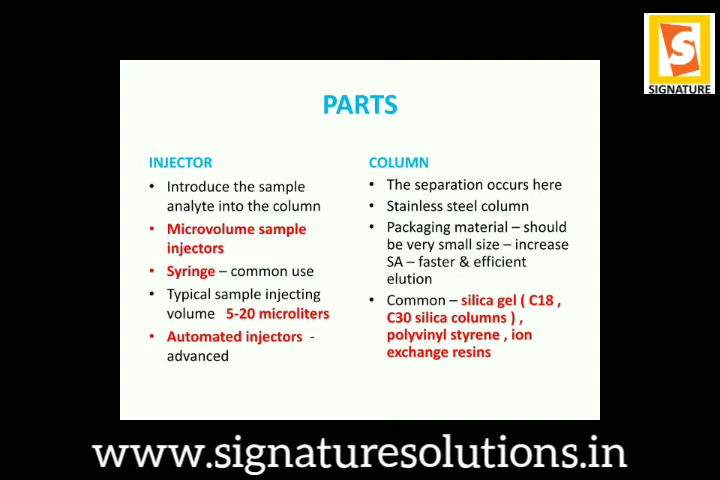 SIGNATURE
PARTS
INJECTOR
• Introduce the sample
analyte into the column
• Microvolume sample
injectors
• Syringe – common use
• Typical sample injecting
volume 5-20 microliters
• Automated injectors -
advanced
COLUMN
• The separation occurs here
• Stainless steel column
• Packaging material – should
be very small size – increase
SA – faster & efficient
elution
• Common – silica gel ( C18 ,
C30 silica columns ) ,
polyvinyl styrene , ion
exchange resins
www.signaturesolutions.in